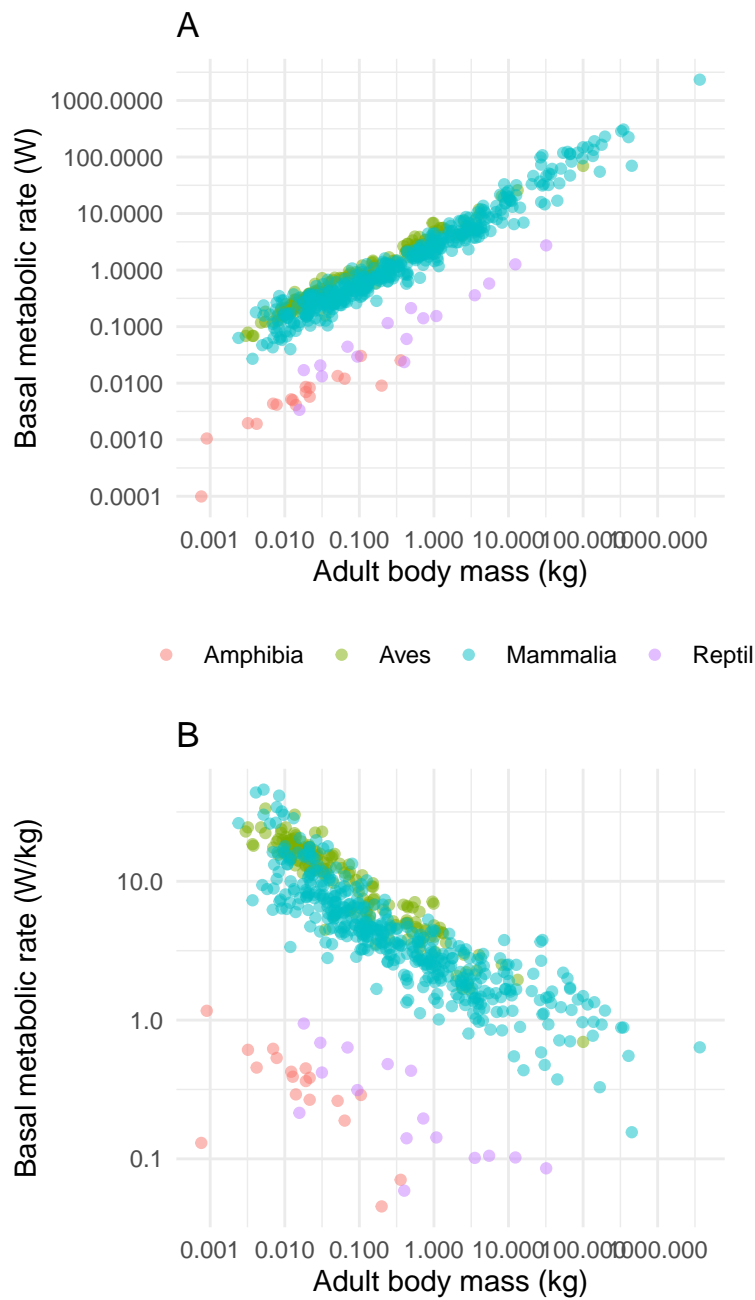 A
Basal metabolic rate (W)
1000.0000
100.0000
10.0000
1.0000
0.1000
0.0100
0.0010
0.0001
0.001 0.010 0.100 1.000 10.000 100.000 1000.000
Adult body mass (kg)
Amphibia Aves Mammalia Reptil
B
Basal metabolic rate (W/kg)
10.0
1.0
0.1
0.001 0.010 0.100 1.000 10.000 100.000 1000.000
Adult body mass (kg)